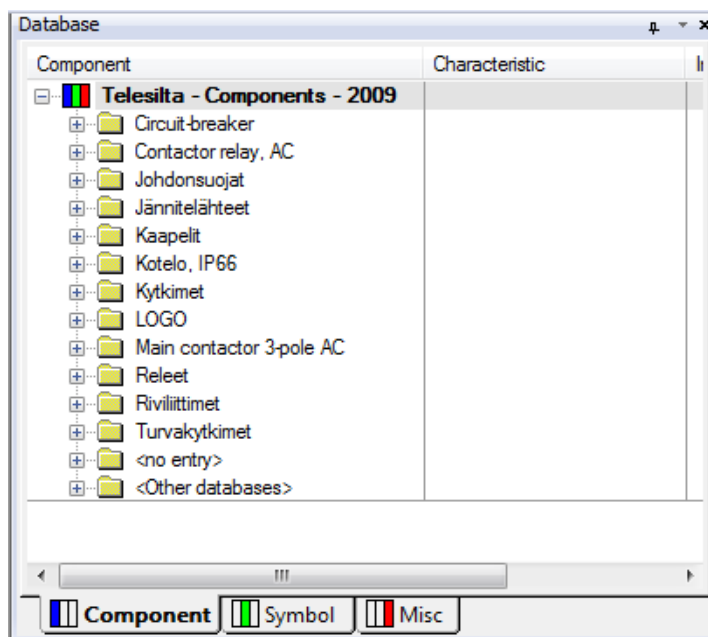 Database
Component Characteristic
Telesilta - Components - 2009
Circuit-breaker
Contactor relay, AC
Johdonsuojat
Jännitelähteet
Kaapelit
Kotelo, IP66
Kytkimet
LOGO
Main contactor 3-pole AC
Releet
Riviliittimet
Turvakytkimet
<no entry>
<Other databases>
Component Symbol Misc